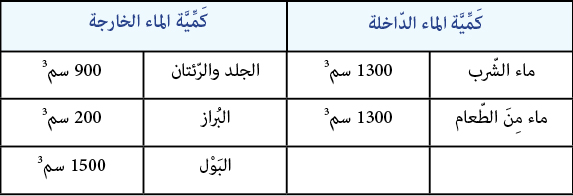 كَمِّيَّة الماء الدّاخلة كَمِّيَّة الماء الخارجة
ماء الشّرب 1300 سم³ الجلد والرّئتان 900 سم³
ماء مِنَ الطّعام 1300 سم³ البُراز 200 سم³
البَوْل 1500 سم³